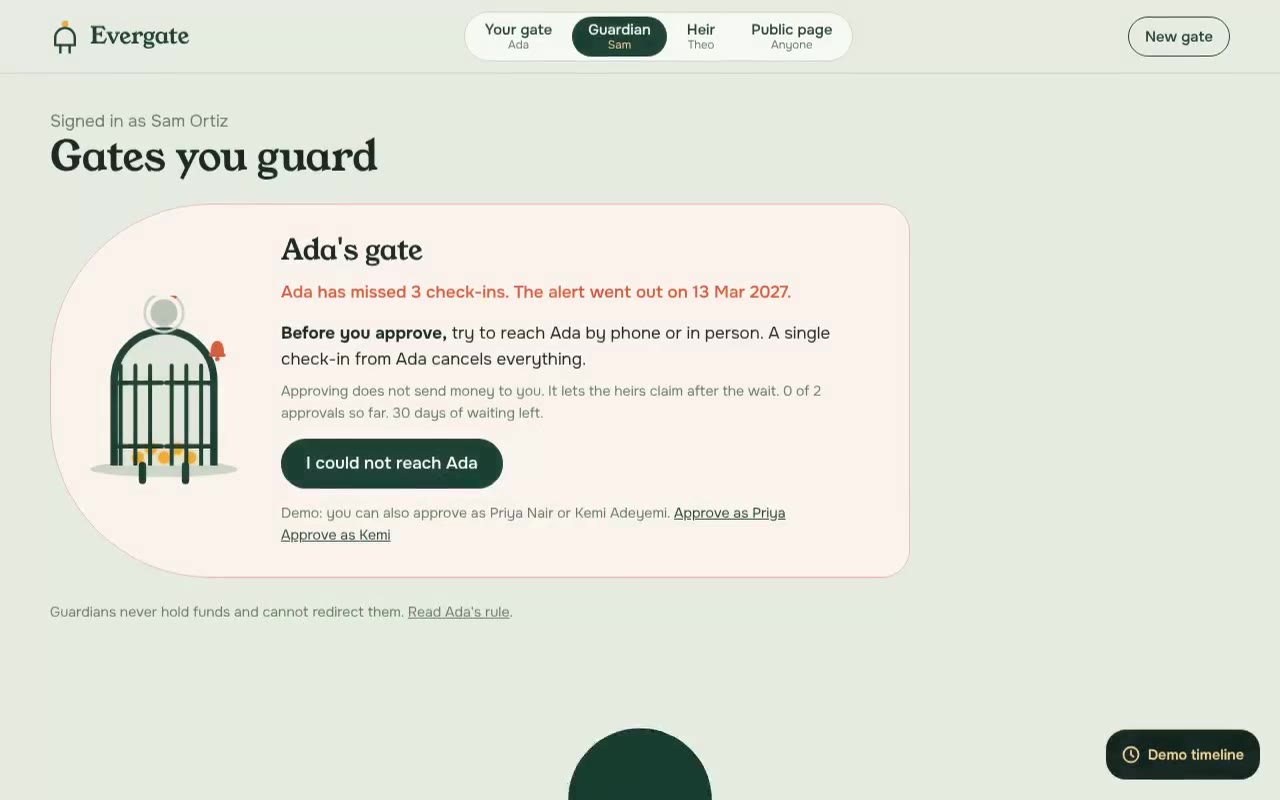 Evergate
Your gate
Ada
Guardian
Sam
Heir
Theo
Public page
Anyone
New gate
Signed in as Sam Ortiz
Gates you guard
Ada's gate
Ada has missed 3 check-ins. The alert went out on 13 Mar 2027.
Before you approve, try to reach Ada by phone or in person. A single
check-in from Ada cancels everything.
Approving does not send money to you. It lets the heirs claim after the wait. 0 of 2
approvals so far. 30 days of waiting left.
I could not reach Ada
Demo: you can also approve as Priya Nair or Kemi Adeyemi. Approve as Priya
Approve as Kemi
Guardians never hold funds and cannot redirect them. Read Ada's rule.
Demo timeline